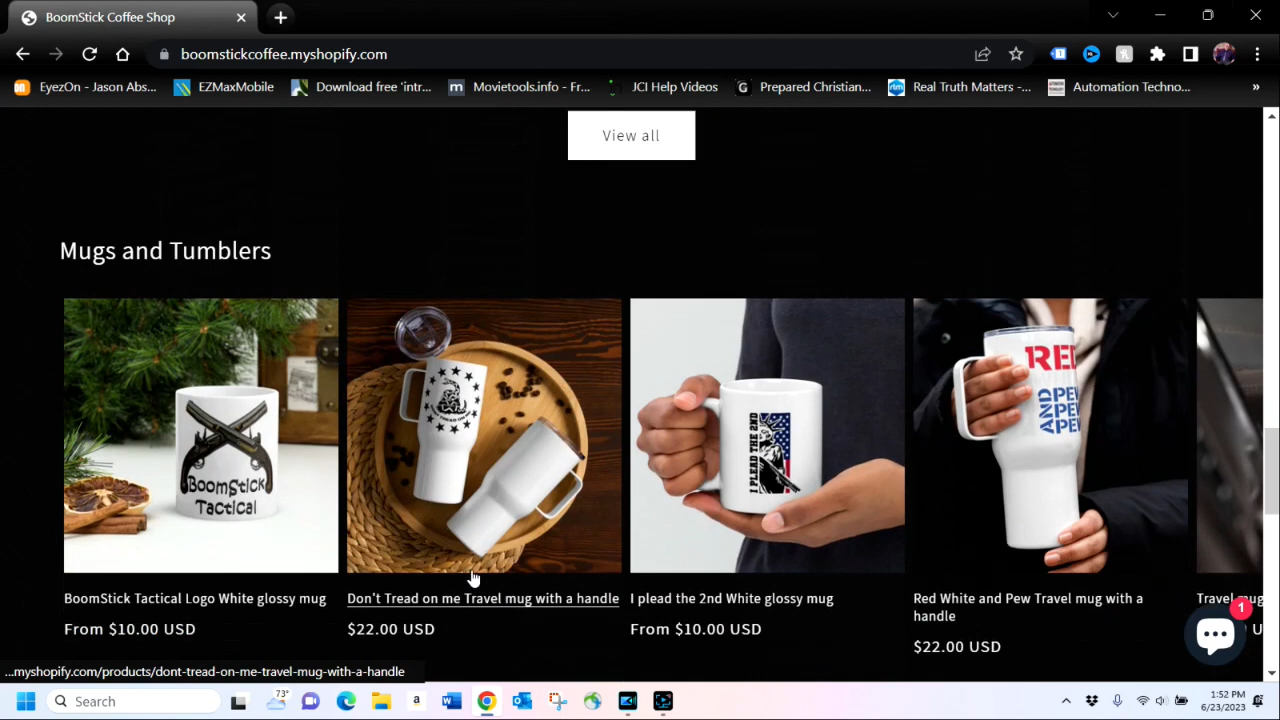 BoomStick Coffee Shop
boomstickcoffee.myshopify.com
EyezOn - Jason Abs...
EZMaxMobile
Download free 'intr...
m
Movietools.info - Fr...
JCI Help Videos
G
Prepared Christian...
rtm
Real Truth Matters -...
Automation Techno...
»
View all
Mugs and Tumblers
BoomStick
Tactical
I PLEAD THE 2ND
RED
AND
PEW
PEW
PEW
BoomStick Tactical Logo White glossy mug
From $10.00 USD
Don't Tread on me Travel mug with a handle
$22.00 USD
I plead the 2nd White glossy mug
From $10.00 USD
Red White and Pew Travel mug with a
handle
$22.00 USD
Travel mug
1
...myshopify.com/products/dont-tread-on-me-travel-mug-with-a-handle
Search
73°
1:52 PM
6/23/2023